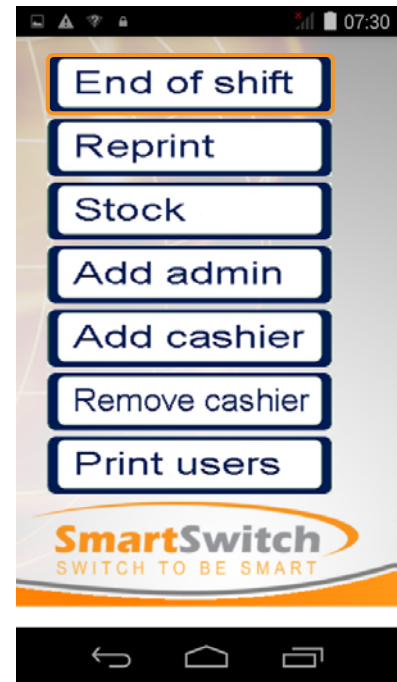 07:30
End of shift
Reprint
Stock
Add admin
Add cashier
Remove cashier
Print users
SmartSwitch
SWITCH TO BE SMART